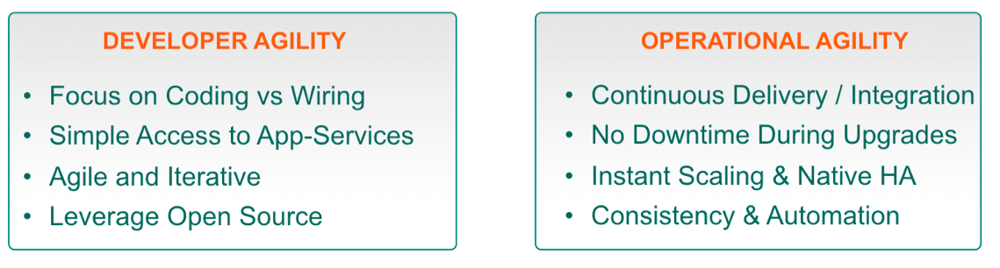 DEVELOPER AGILITY
• Focus on Coding vs Wiring
• Simple Access to App-Services
• Agile and Iterative
• Leverage Open Source
OPERATIONAL AGILITY
• Continuous Delivery / Integration
• No Downtime During Upgrades
• Instant Scaling & Native HA
• Consistency & Automation